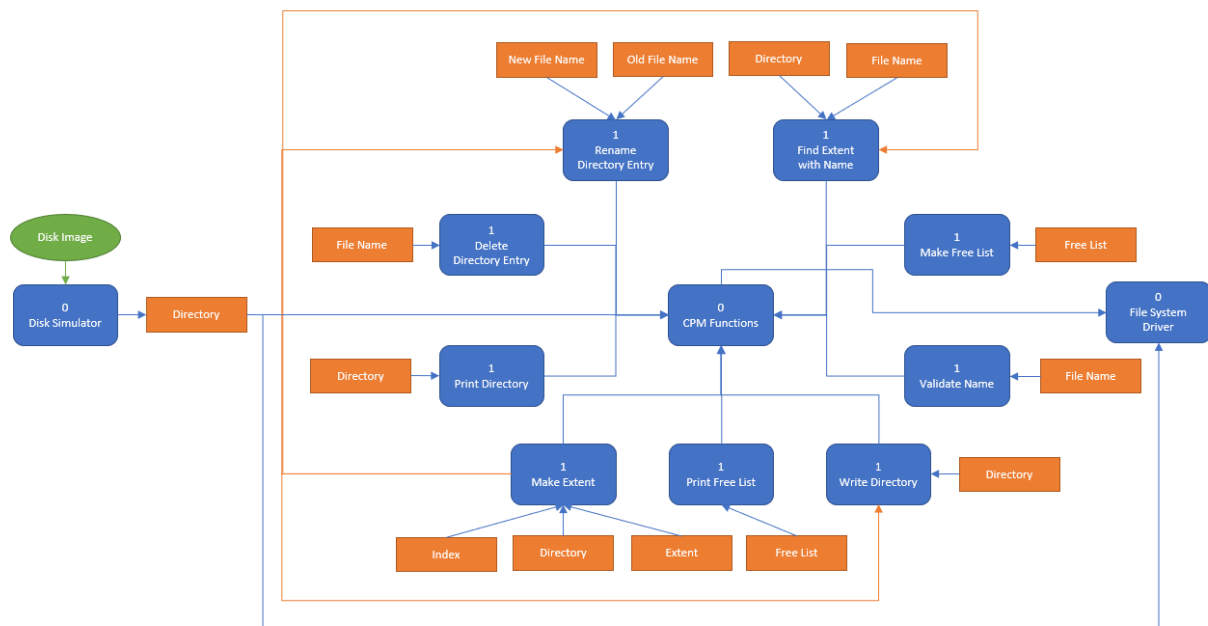 New File Name
Old File Name
Directory
File Name
1
Rename
Directory Entry
1
Find Extent
with Name
Disk Image
File Name
1
Delete
Directory Entry
1
Make Free List
Free List
0
Disk Simulator
Directory
0
CPM Functions
0
File System
Driver
Directory
1
Print Directory
1
Validate Name
File Name
1
Make Extent
1
Print Free List
1
Write Directory
Directory
Index
Directory
Extent
Free List